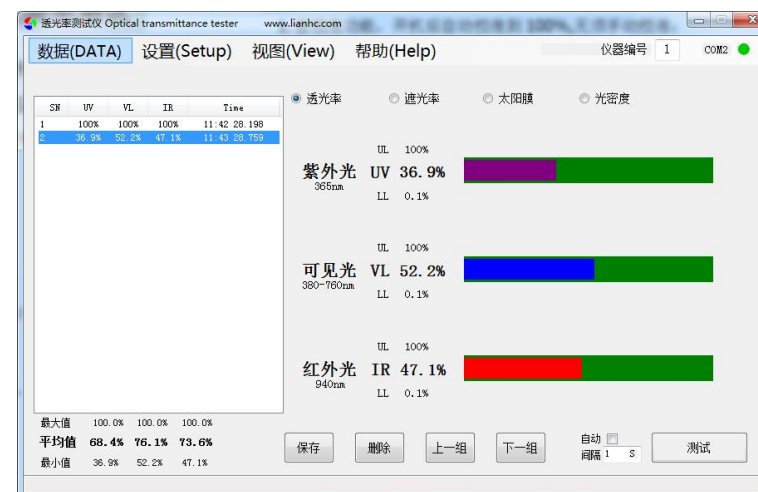 透光率测试仪 Optical transmittance tester www.lianhc.com
数据(DATA) 设置(Setup) 视图(View) 帮助(Help) 仪器编号 1 COM2
透光率 遮光率 太阳膜 光密度
SN UV VL IR Time
1 100% 100% 100% 11:42 28.198
2 36.9% 52.2% 47.1% 11:43 28.759
UL 100%
紫外光 UV 36.9%
365nm
LL 0.1%
UL 100%
可见光 VL 52.2%
380-760nm
LL 0.1%
UL 100%
红外光 IR 47.1%
940nm
LL 0.1%
最大值 100.0% 100.0% 100.0%
平均值 68.4% 76.1% 73.6%
最小值 36.9% 52.2% 47.1%
保存 删除 上一组 下一组 自动 测试
间隔 1 S